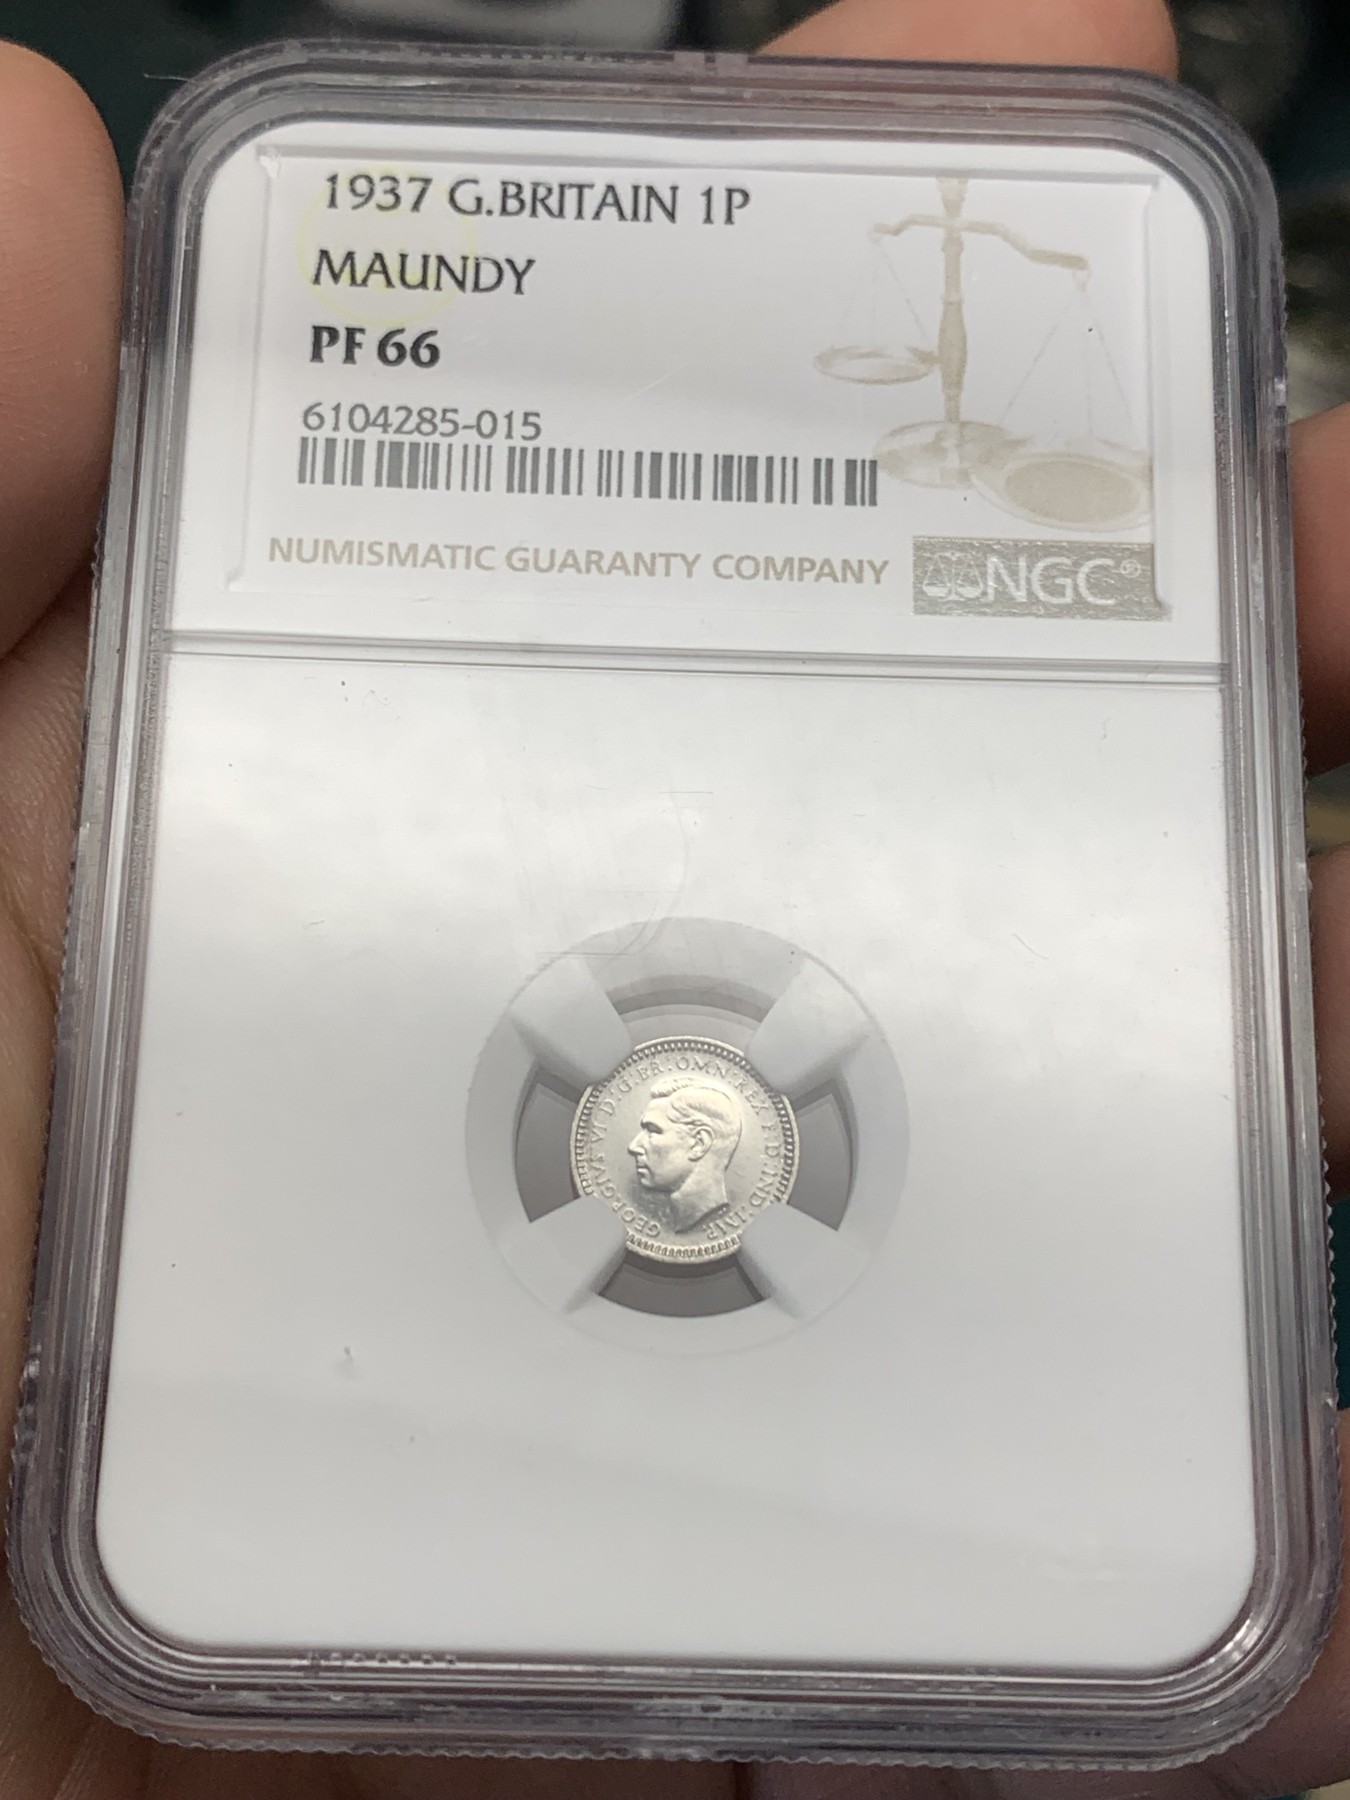 1937 G.BRITAIN 1P
MAUNDY
PF 66
6104285-015
NUMISMATIC GUARANTY COMPANY
NGC®
GEORGIVS VI D:G:BR:OMN:REX F:D:IND:IMP.